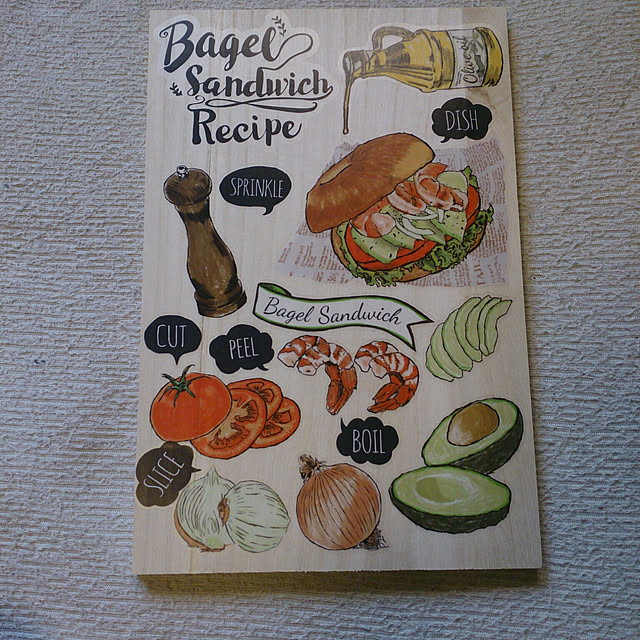 Bagel
Sandwich
Recipe
Olive oil
DISH
SPRINKLE
Bagel Sandwich
CUT
PEEL
BOIL
SLICE